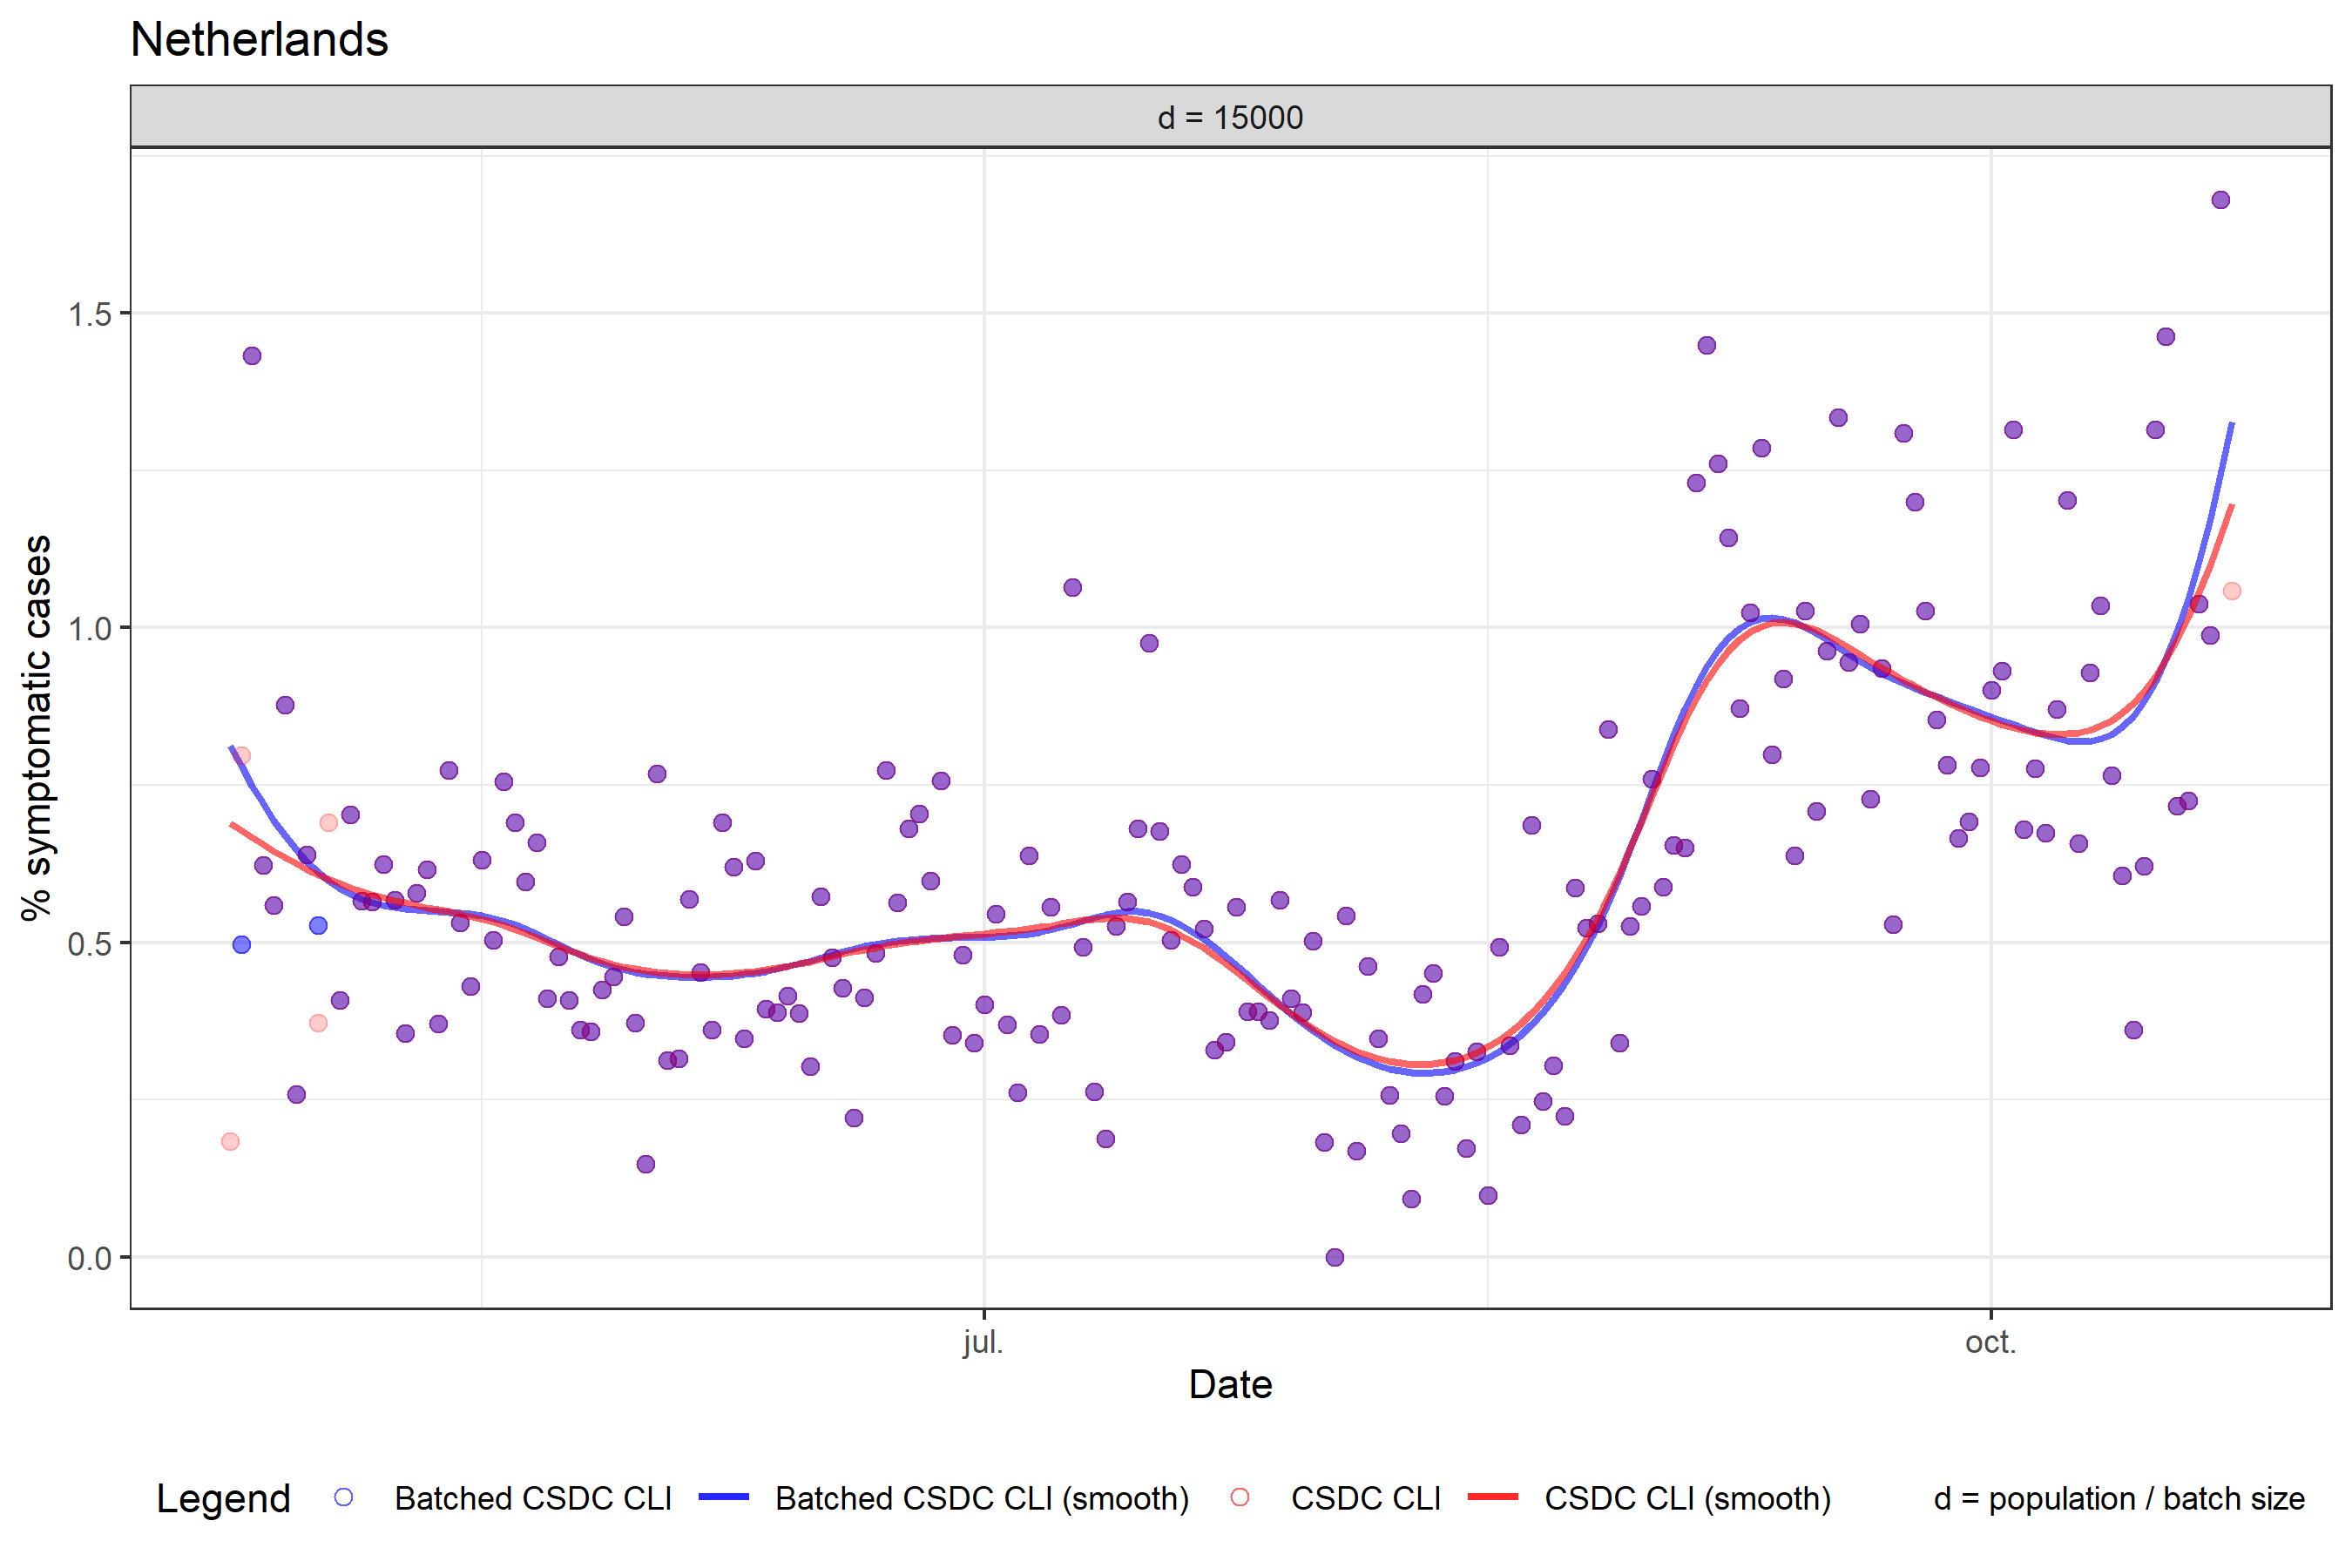 Netherlands
d = 15000
% symptomatic cases
1.5
1.0
0.5
0.0
jul.
oct.
Date
Legend
Batched CSDC CLI
Batched CSDC CLI (smooth)
CSDC CLI
CSDC CLI (smooth)
d = population / batch size